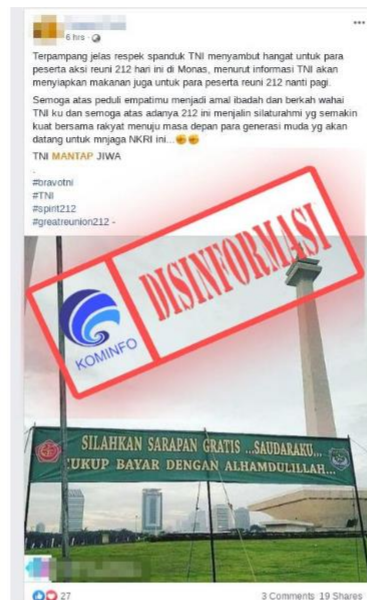 6 hrs ·
Terpampang jelas respek spanduk TNI menyambut hangat untuk para
peserta aksi reuni 212 hari ini di Monas, menurut informasi TNI akan
menyiapkan makanan juga untuk para peserta reuni 212 nanti pagi.
Semoga atas peduli empatimu menjadi amal ibadah dan berkah wahai
TNI ku dan semoga atas adanya 212 ini menjalin silaturahmi yg semakin
kuat bersama rakyat menuju masa depan para generasi muda yg akan
datang untuk mnjaga NKRI ini...✊✊
TNI MANTAP JIWA
.
#bravotni
#TNI
#spirit212
#greatreunion212 -
KOMINFO
DISINFORMASI
SILAHKAN SARAPAN GRATIS ...SAUDARAKU...
CUKUP BAYAR DENGAN ALHAMDULILLAH...
27
3 Comments 19 Shares